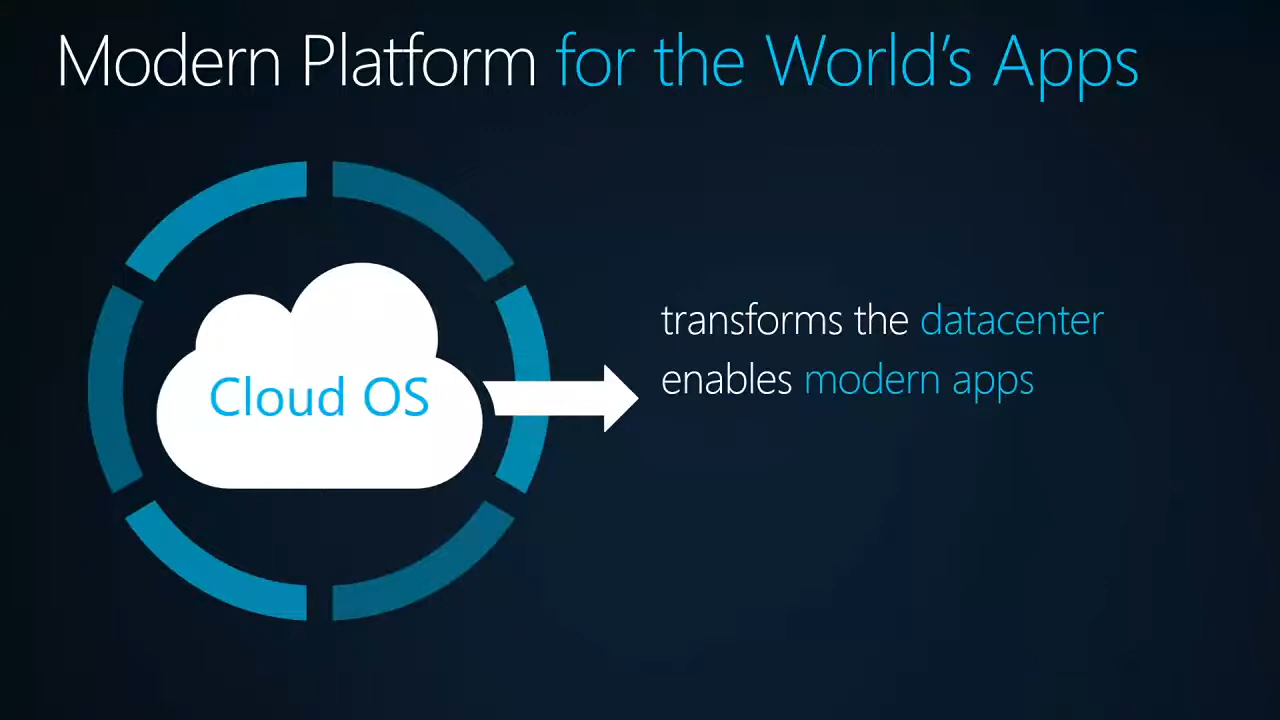 Modern Platform for the World's Apps
transforms the datacenter
enables modern apps
Cloud OS